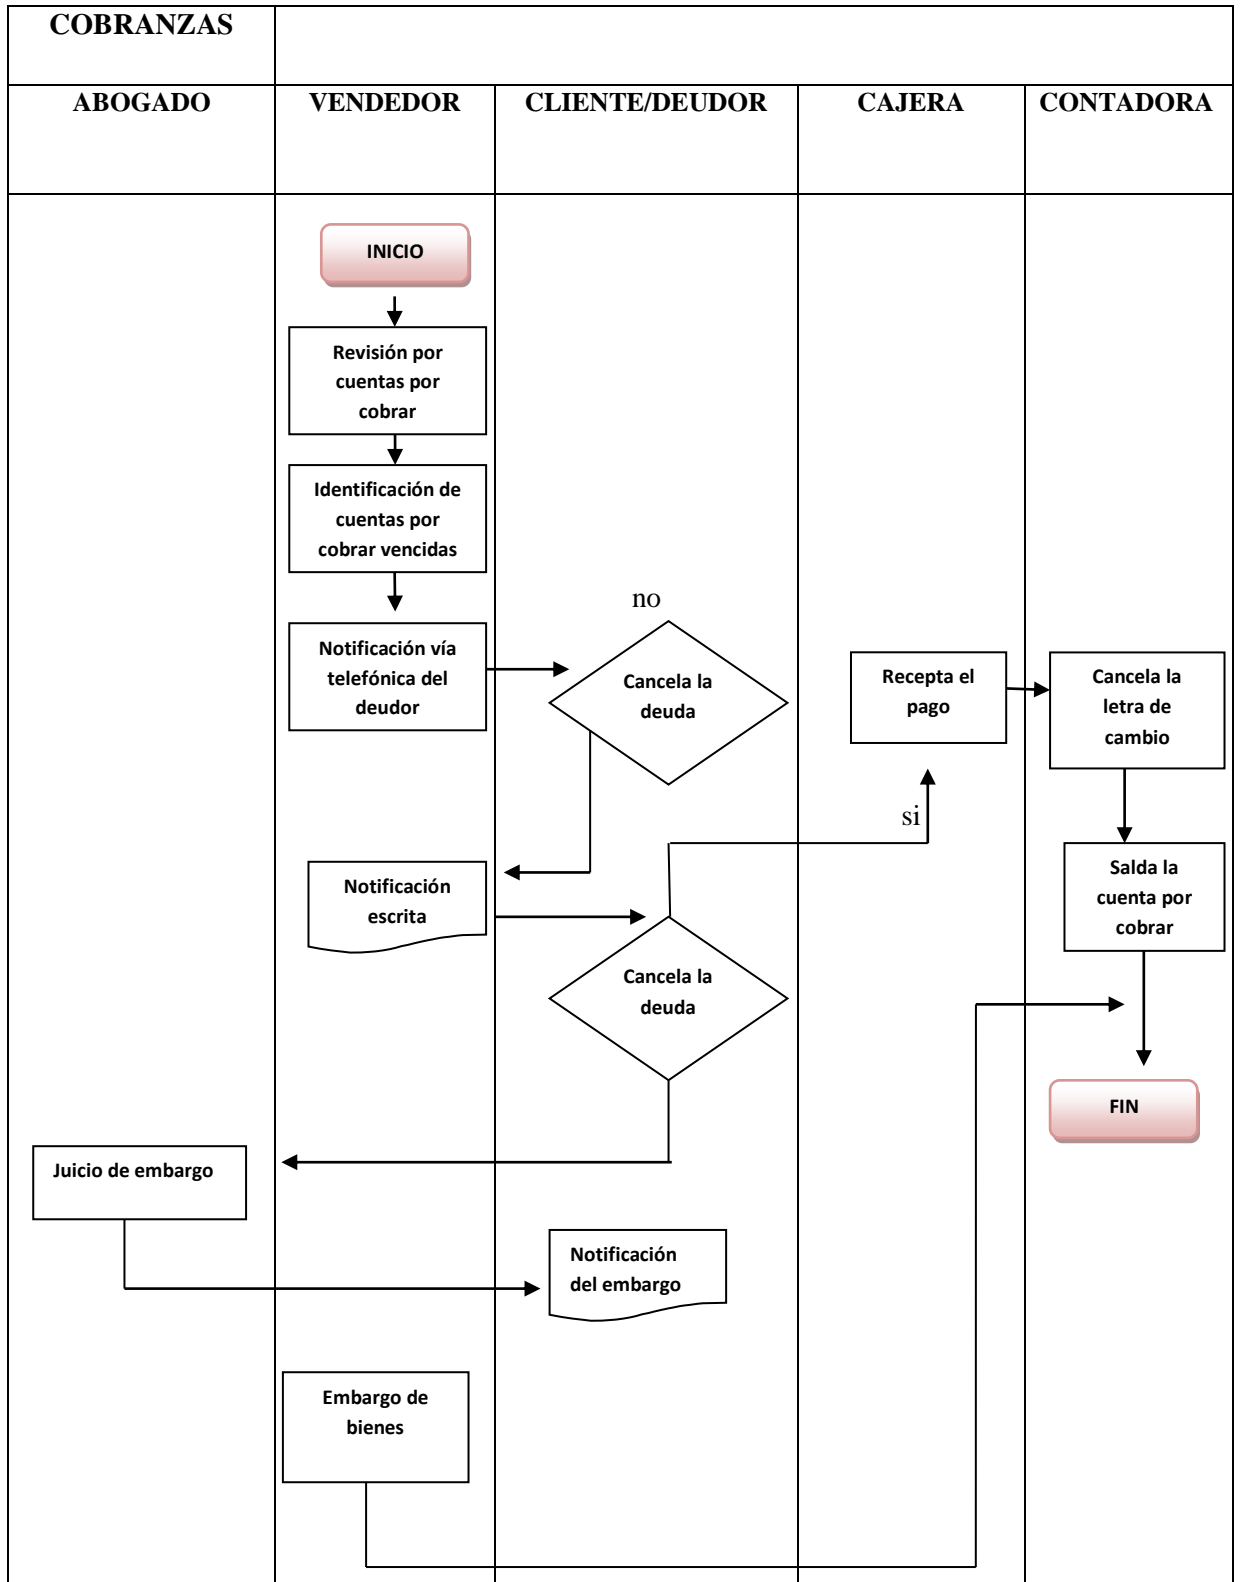 COBRANZAS
ABOGADO
VENDEDOR
CLIENTE/DEUDOR
CAJERA
CONTADORA
INICIO
Revisión por
cuentas por
cobrar
Identificación de
cuentas por
cobrar vencidas
Notificación vía
telefónica del
deudor
no
Cancela la
deuda
Recepta el
pago
Cancela la
letra de
cambio
si
Notificación
escrita
Cancela la
deuda
Salda la
cuenta por
cobrar
FIN
Juicio de embargo
Notificación
del embargo
Embargo de
bienes